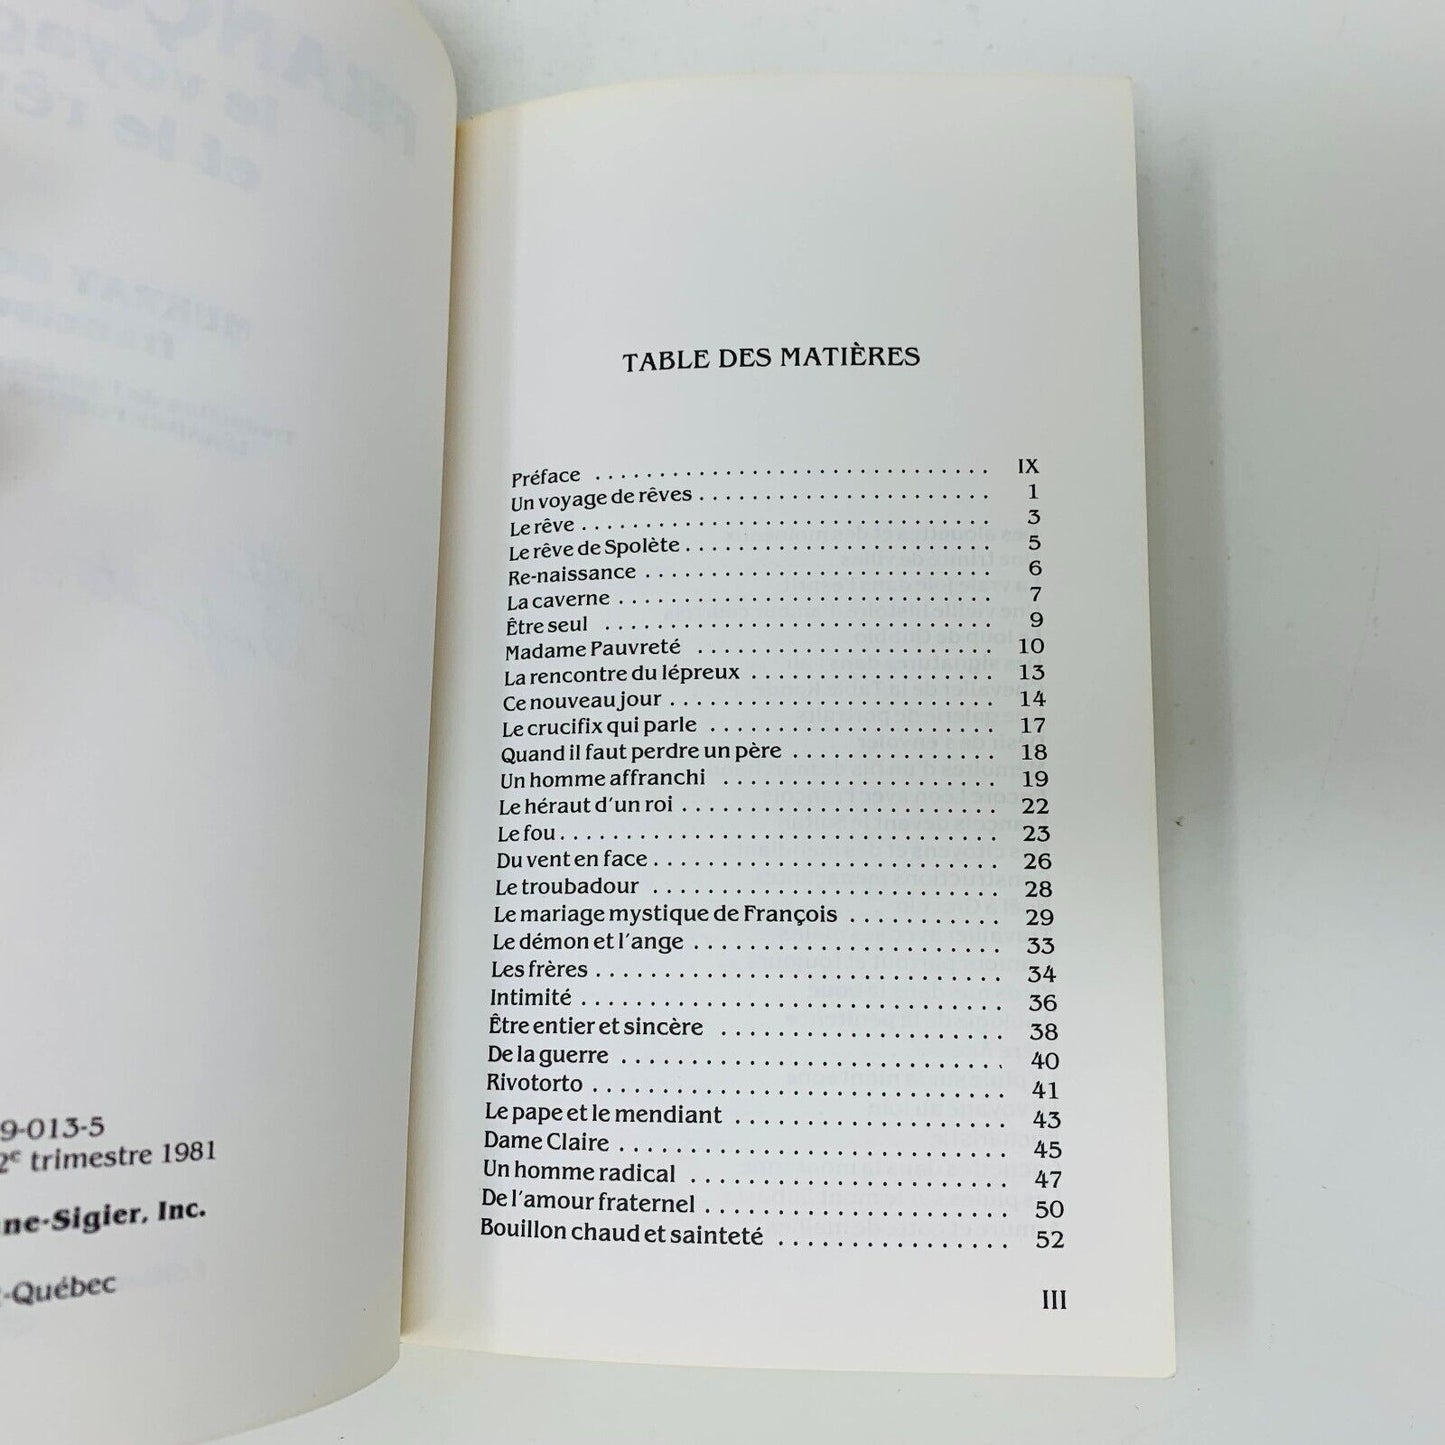 9-013-5
2e trimestre 1981
ne-Sigier, Inc.
-Québec
TABLE DES MATIÈRES
Préface . . . . . . . . . . . . . . . . . . . . . . . . . . . . . . . IX
Un voyage de rêves . . . . . . . . . . . . . . . . . . . . . . . 1
Le rêve . . . . . . . . . . . . . . . . . . . . . . . . . . . . . . . . 3
Le rêve de Spolète . . . . . . . . . . . . . . . . . . . . . . . . 5
Re-naissance . . . . . . . . . . . . . . . . . . . . . . . . . . . 6
La caverne . . . . . . . . . . . . . . . . . . . . . . . . . . . . . 7
Être seul . . . . . . . . . . . . . . . . . . . . . . . . . . . . . . 9
Madame Pauvreté . . . . . . . . . . . . . . . . . . . . . . 10
La rencontre du lépreux . . . . . . . . . . . . . . . . . . . 13
Ce nouveau jour . . . . . . . . . . . . . . . . . . . . . . . . . 14
Le crucifix qui parle . . . . . . . . . . . . . . . . . . . . . . 17
Quand il faut perdre un père . . . . . . . . . . . . . . . 18
Un homme affranchi . . . . . . . . . . . . . . . . . . . . . 19
Le héraut d'un roi . . . . . . . . . . . . . . . . . . . . . . . . 22
Le fou . . . . . . . . . . . . . . . . . . . . . . . . . . . . . . . . 23
Du vent en face . . . . . . . . . . . . . . . . . . . . . . . . . 26
Le troubadour . . . . . . . . . . . . . . . . . . . . . . . . . 28
Le mariage mystique de François . . . . . . . . . . . 29
Le démon et l'ange . . . . . . . . . . . . . . . . . . . . . . 33
Les frères . . . . . . . . . . . . . . . . . . . . . . . . . . . . . 34
Intimité . . . . . . . . . . . . . . . . . . . . . . . . . . . . . . 36
Être entier et sincère . . . . . . . . . . . . . . . . . . . . 38
De la guerre . . . . . . . . . . . . . . . . . . . . . . . . . . . 40
Rivotorto . . . . . . . . . . . . . . . . . . . . . . . . . . . . . 41
Le pape et le mendiant . . . . . . . . . . . . . . . . . . . 43
Dame Claire . . . . . . . . . . . . . . . . . . . . . . . . . . . 45
Un homme radical . . . . . . . . . . . . . . . . . . . . . . 47
De l'amour fraternel . . . . . . . . . . . . . . . . . . . . . 50
Bouillon chaud et sainteté . . . . . . . . . . . . . . . . 52
III